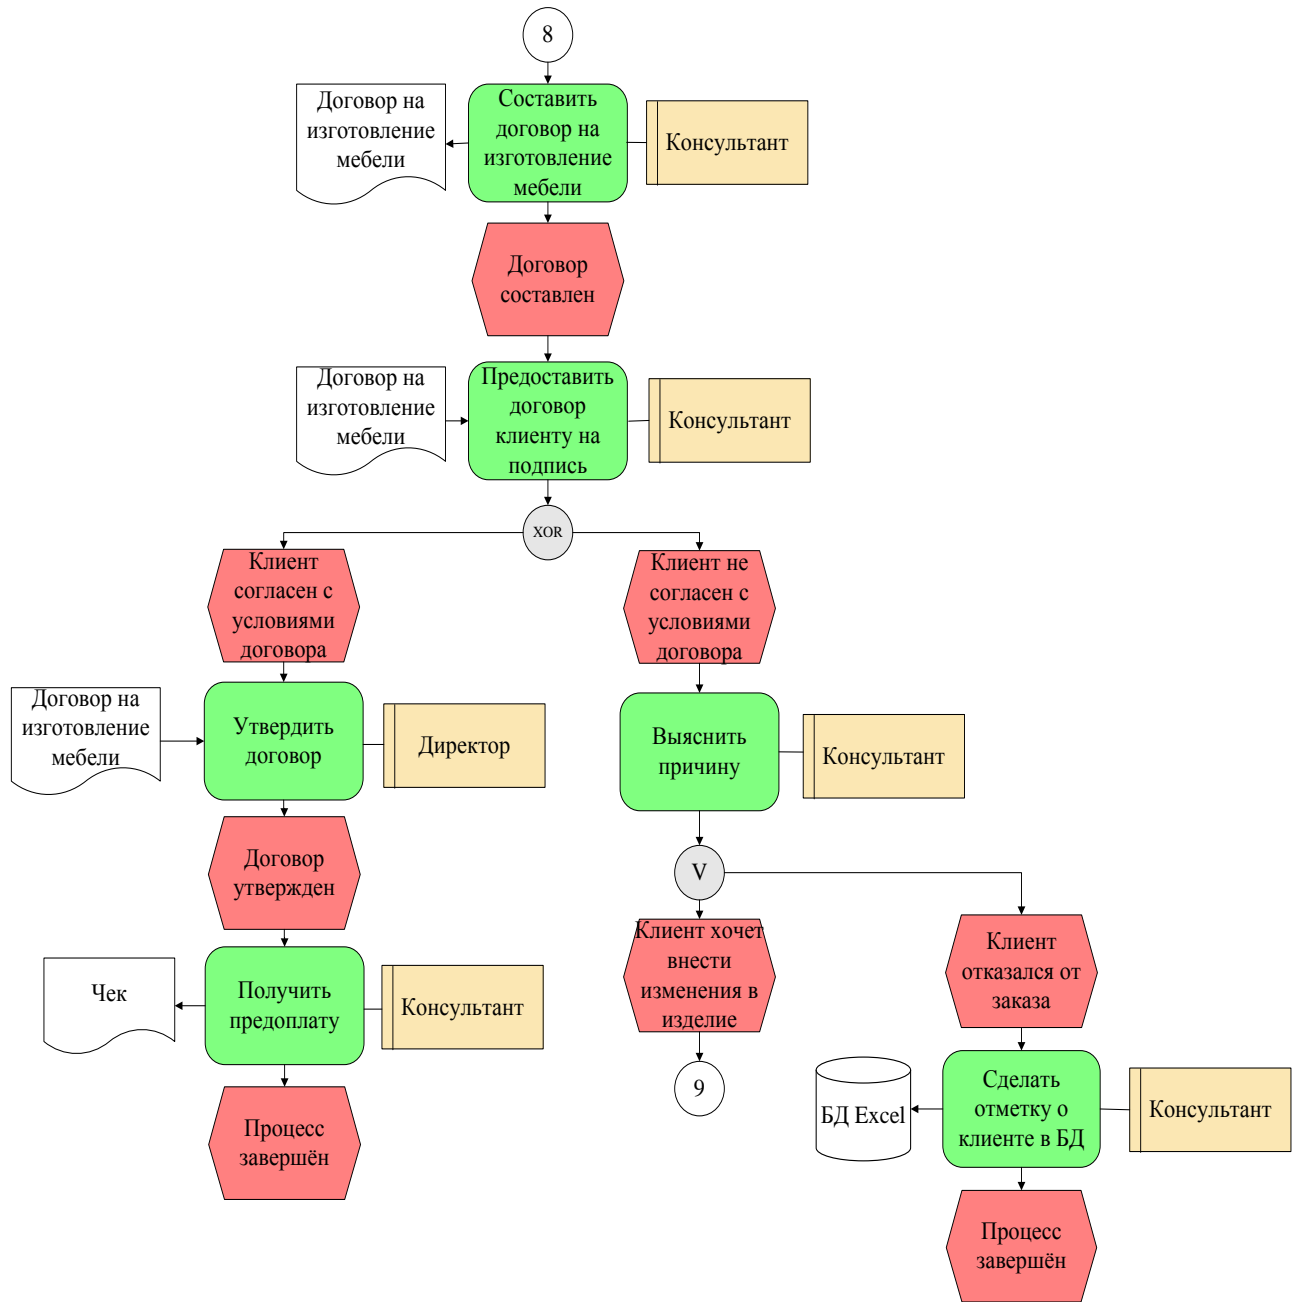 8
Договор на
изготовление
мебели
Составить
договор на
изготовление
мебели
Консультант
Договор
составлен
Договор на
изготовление
мебели
Предоставить
договор
клиенту на
подпись
Консультант
XOR
Клиент
согласен с
условиями
договора
Клиент не
согласен с
условиями
договора
Договор на
изготовление
мебели
Утвердить
договор
Директор
Выяснить
причину
Консультант
Договор
утвержден
V
Клиент хочет
внести
изменения в
изделие
Клиент
отказался от
заказа
Чек
Получить
предоплату
Консультант
9
БД Excel
Сделать
отметку о
клиенте в БД
Консультант
Процесс
завершён
Процесс
завершён